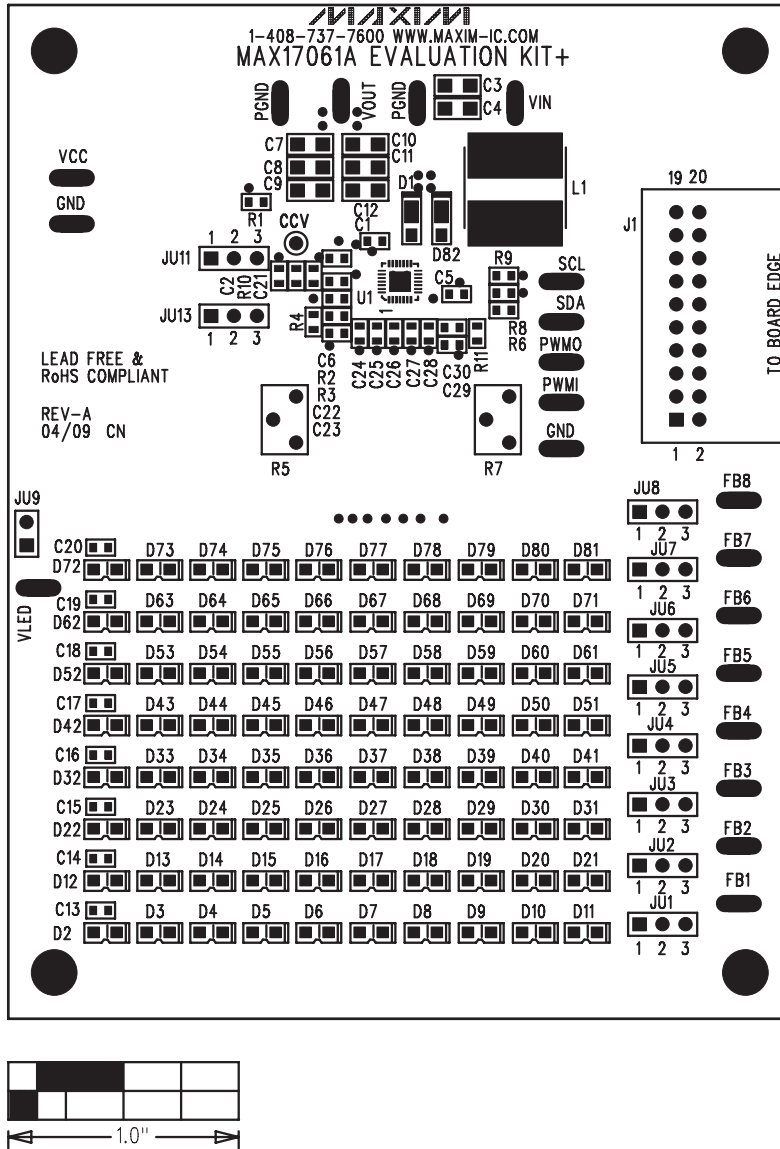 MAXIM
1-408-737-7600 WWW.MAXIM-IC.COM
MAX17061A EVALUATION KIT+
PGND
VOUT
PGND
C3
C4
VIN
VCC
GND
C7
C8
C9
C10
C11
C12
D1
L1
R1
CCV
C1
D82
19 20
J1
TO BOARD EDGE
JU11
1 2 3
C2
R10
C21
U1
1
C5
R9
R8
R6
SCL
SDA
PWMO
PWMI
GND
JU13
1 2 3
R4
C6
R2
R3
C22
C23
C24
C25
C26
C27
C28
C30
C29
R11
LEAD FREE &
RoHS COMPLIANT
REV-A
04/09 CN
R5
R7
1 2
JU9
VLED
C20
D72 D73 D74 D75 D76 D77 D78 D79 D80 D81
C19
D62 D63 D64 D65 D66 D67 D68 D69 D70 D71
C18
D52 D53 D54 D55 D56 D57 D58 D59 D60 D61
C17
D42 D43 D44 D45 D46 D47 D48 D49 D50 D51
C16
D32 D33 D34 D35 D36 D37 D38 D39 D40 D41
C15
D22 D23 D24 D25 D26 D27 D28 D29 D30 D31
C14
D12 D13 D14 D15 D16 D17 D18 D19 D20 D21
C13
D2 D3 D4 D5 D6 D7 D8 D9 D10 D11
JU8
1 2 3
FB8
JU7
1 2 3
FB7
JU6
1 2 3
FB6
JU5
1 2 3
FB5
JU4
1 2 3
FB4
JU3
1 2 3
FB3
JU2
1 2 3
FB2
JU1
1 2 3
FB1
1.0"